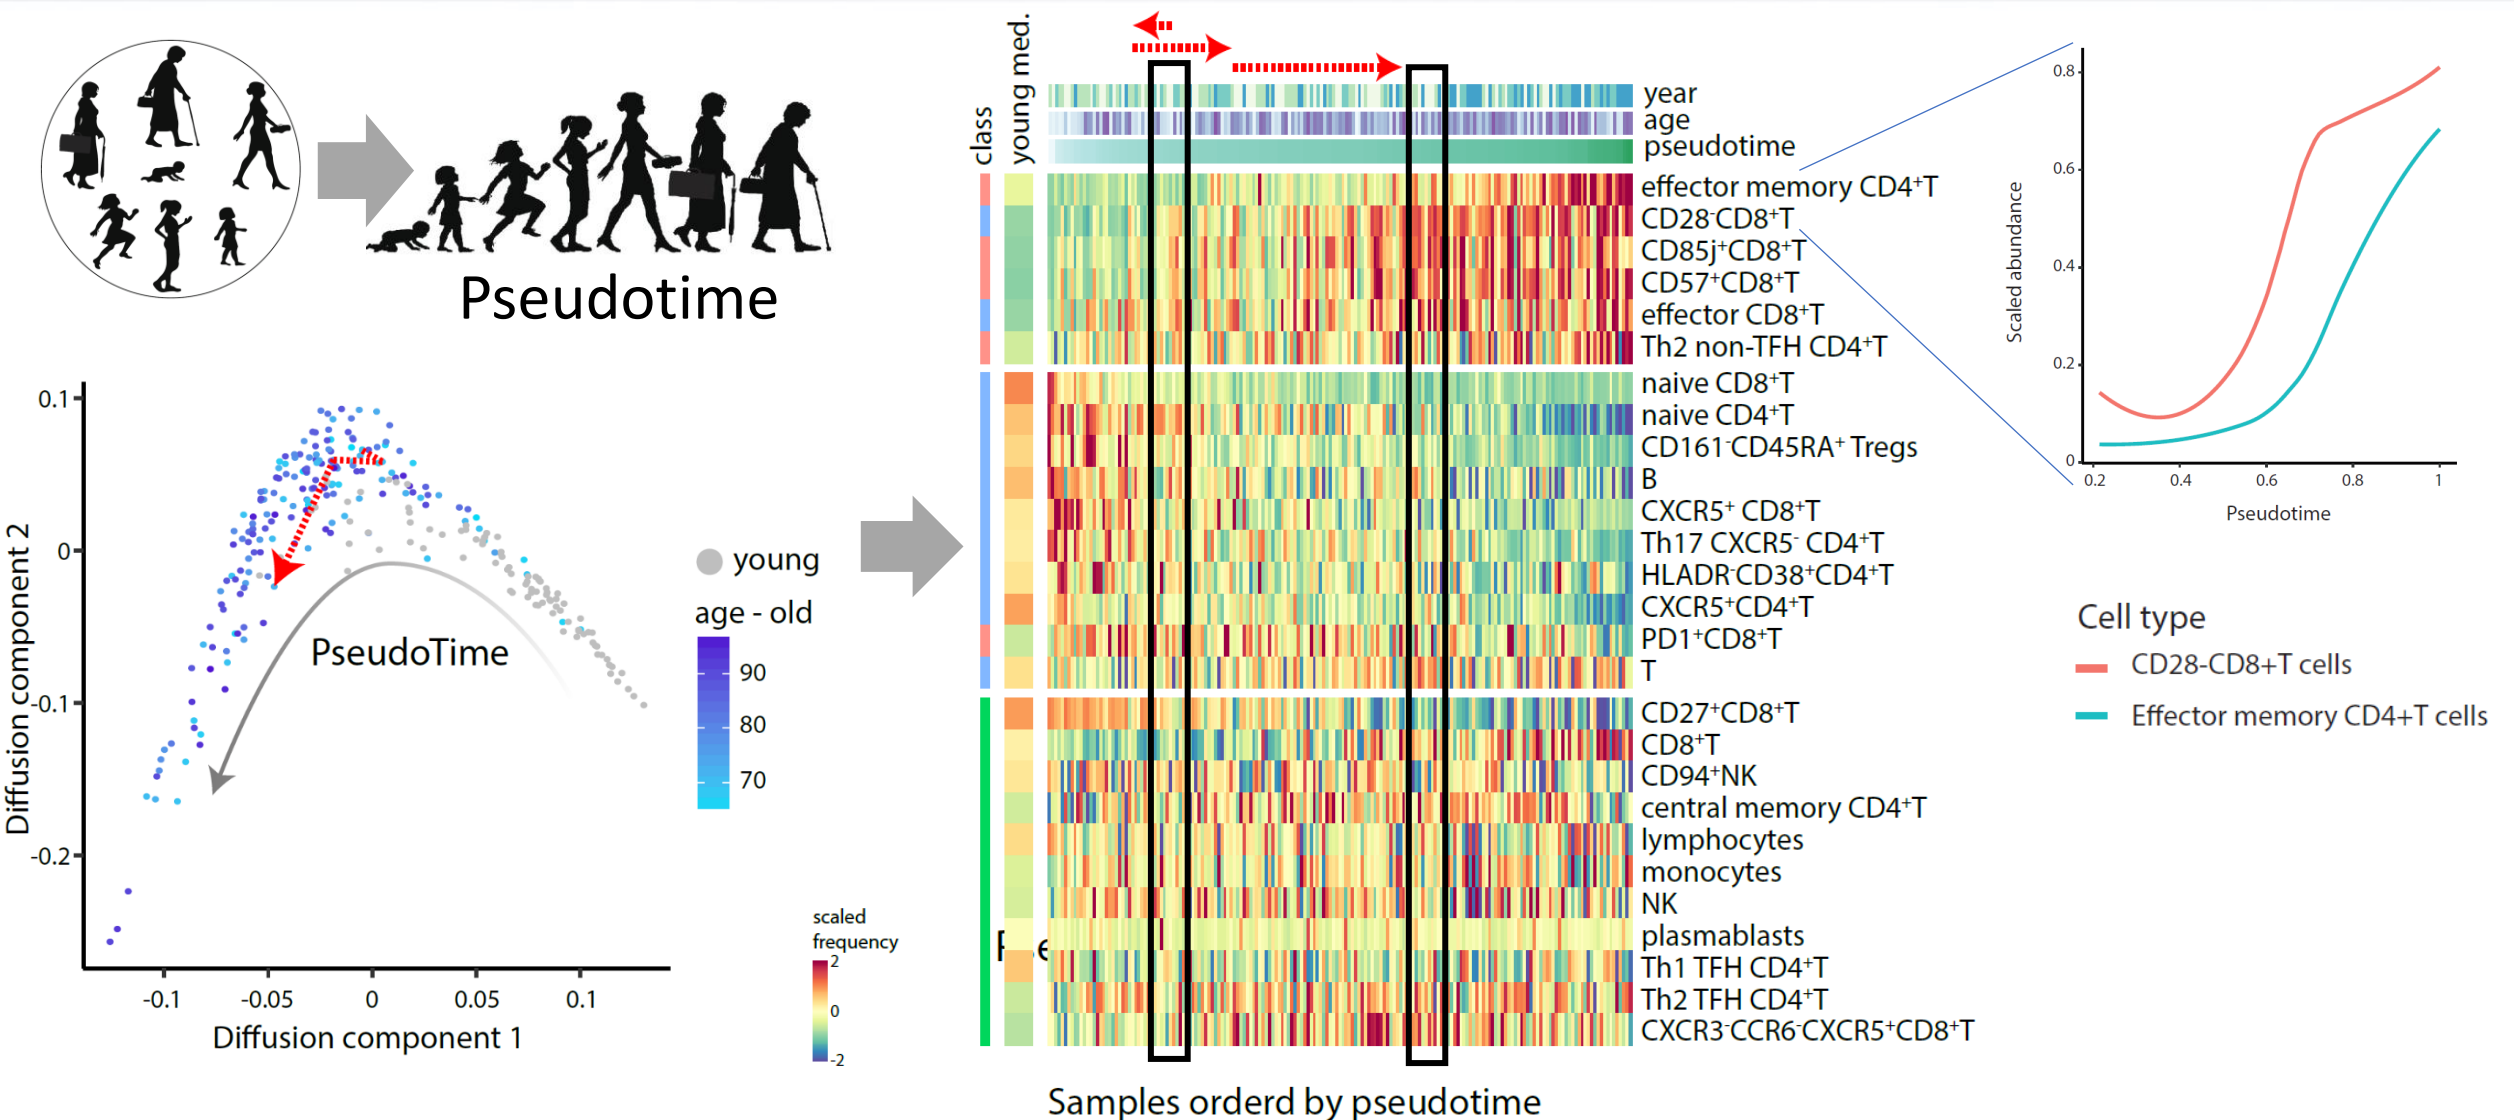 Pseudotime
Diffusion component 2
0.1
0
-0.1
-0.2
-0.1
-0.05
0
0.05
0.1
Diffusion component 1
PseudoTime
young
age - old
90
80
70
scaled
frequency
2
0
-2
class
young med.
year
age
pseudotime
effector memory CD4⁺T
CD28⁻CD8⁺T
CD85j⁺CD8⁺T
CD57⁺CD8⁺T
effector CD8⁺T
Th2 non-TFH CD4⁺T
naive CD8⁺T
naive CD4⁺T
CD161⁻CD45RA⁺ Tregs
B
CXCR5⁺ CD8⁺T
Th17 CXCR5⁻ CD4⁺T
HLADR⁻CD38⁺CD4⁺T
CXCR5⁺CD4⁺T
PD1⁺CD8⁺T
T
CD27⁺CD8⁺T
CD8⁺T
CD94⁺NK
central memory CD4⁺T
lymphocytes
monocytes
NK
plasmablasts
Th1 TFH CD4⁺T
Th2 TFH CD4⁺T
CXCR3⁻CCR6⁻CXCR5⁺CD8⁺T
Samples orderd by pseudotime
Scaled abundance
0.8
0.6
0.4
0.2
0
0.2
0.4
0.6
0.8
1
Pseudotime
Cell type
CD28-CD8+T cells
Effector memory CD4+T cells